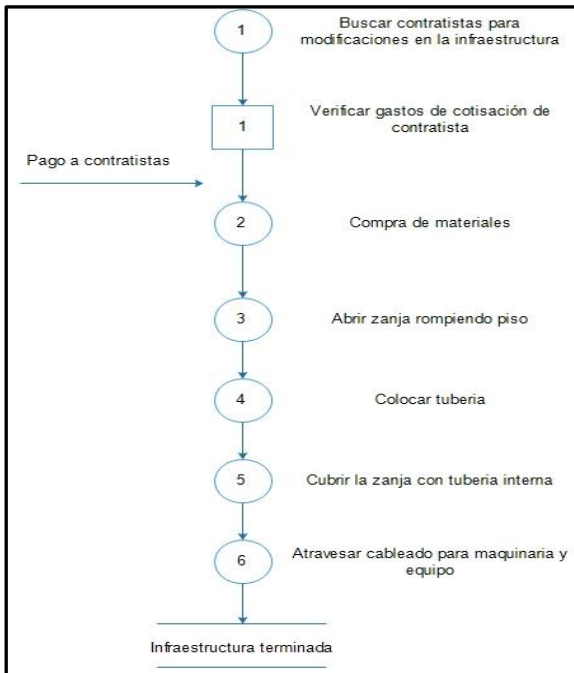 1
Buscar contratistas para
modificaciones en la infraestructura
1
Verificar gastos de cotisación de
contratista
Pago a contratistas
2
Compra de materiales
3
Abrir zanja rompiendo piso
4
Colocar tuberia
5
Cubrir la zanja con tuberia interna
6
Atravesar cableado para maquinaria y
equipo
Infraestructura terminada